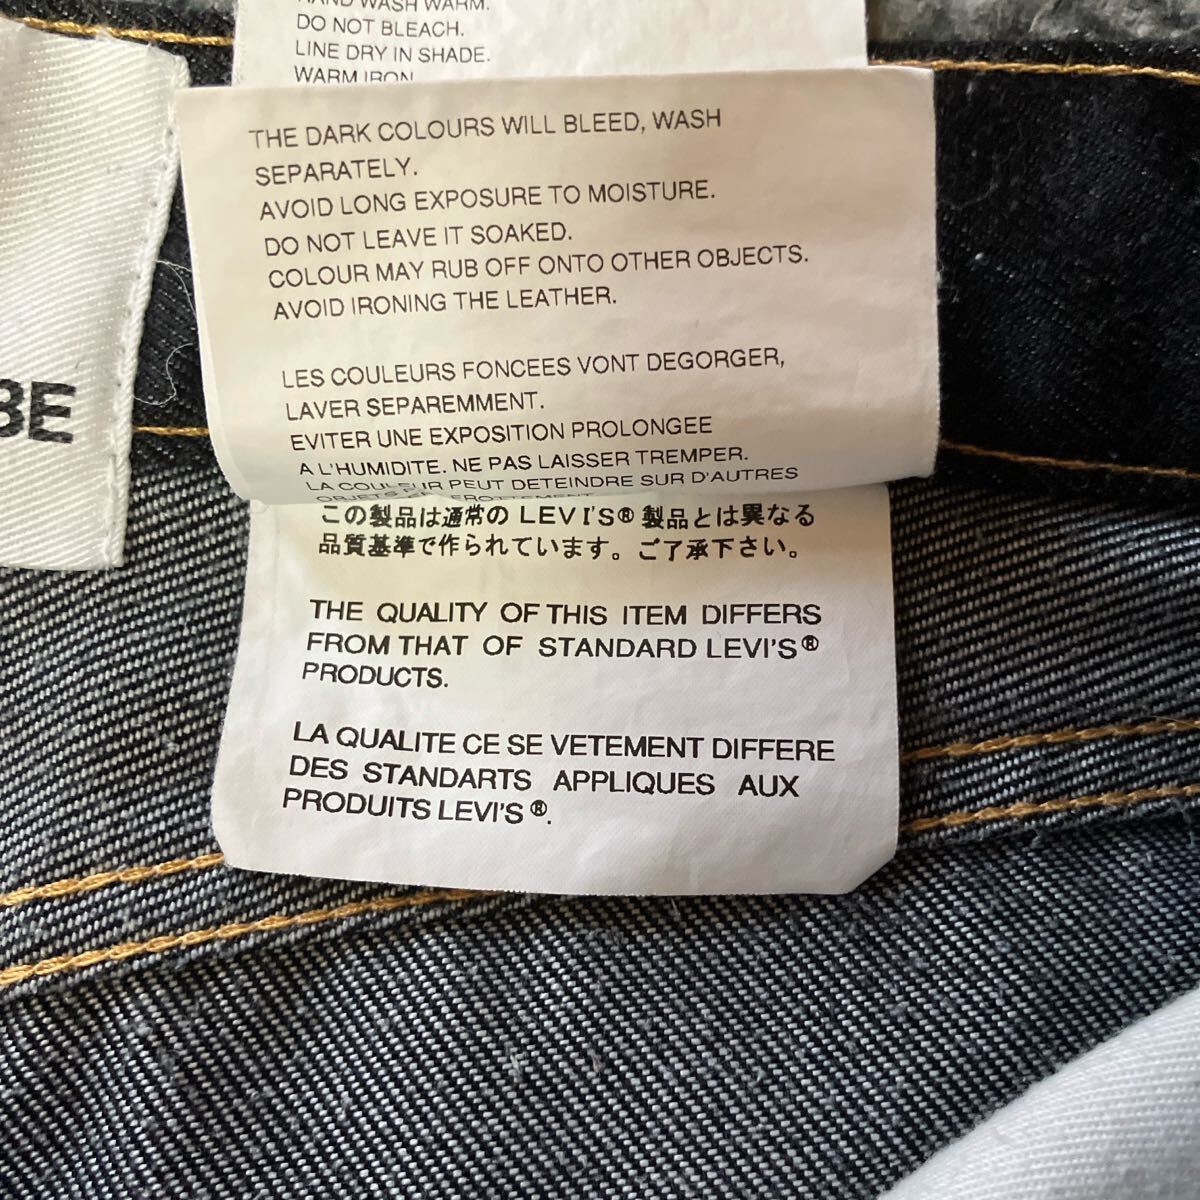 HAND WASH WARM.
DO NOT BLEACH.
LINE DRY IN SHADE.
WARM IRON
THE DARK COLOURS WILL BLEED, WASH
SEPARATELY.
AVOID LONG EXPOSURE TO MOISTURE.
DO NOT LEAVE IT SOAKED.
COLOUR MAY RUB OFF ONTO OTHER OBJECTS.
AVOID IRONING THE LEATHER.
LES COULEURS FONCEES VONT DEGORGER,
LAVER SEPAREMMENT.
EVITER UNE EXPOSITION PROLONGEE
A L'HUMIDITE. NE PAS LAISSER TREMPER.
LA COULEUR PEUT DETEINDRE SUR D'AUTRES
OBJETS
BE
この製品は通常の LEVI'S® 製品とは異なる
品質基準で作られています。ご了承下さい。
THE QUALITY OF THIS ITEM DIFFERS
FROM THAT OF STANDARD LEVI'S®
PRODUCTS.
LA QUALITE CE SE VETEMENT DIFFERE
DES STANDARTS APPLIQUES AUX
PRODUITS LEVI'S®.